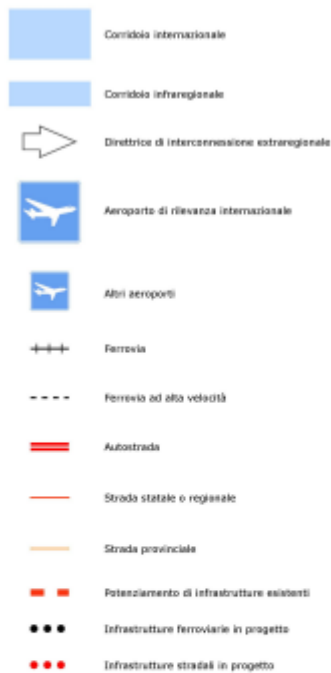 Corridoio internazionale
Corridoio infraregionale
Direttrice di interconnessione extraregionale
Aeroporto di rilevanza internazionale
Altri aeroporti
Ferrovia
Ferrovia ad alta velocità
Autostrada
Strada statale o regionale
Strada provinciale
Potenziamento di infrastrutture esistenti
Infrastrutture ferroviarie in progetto
Infrastrutture stradali in progetto